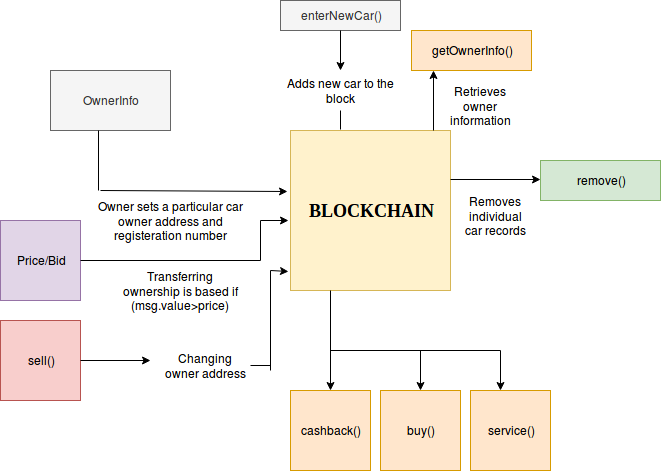 enterNewCar()
getOwnerInfo()
Adds new car to the
block
OwnerInfo
Retrieves
owner
information
BLOCKCHAIN
remove()
Owner sets a particular car
owner address and
registeration number
Removes
individual
car records
Price/Bid
Transferring
ownership is based if
(msg.value>price)
sell()
Changing
owner address
cashback()
buy()
service()